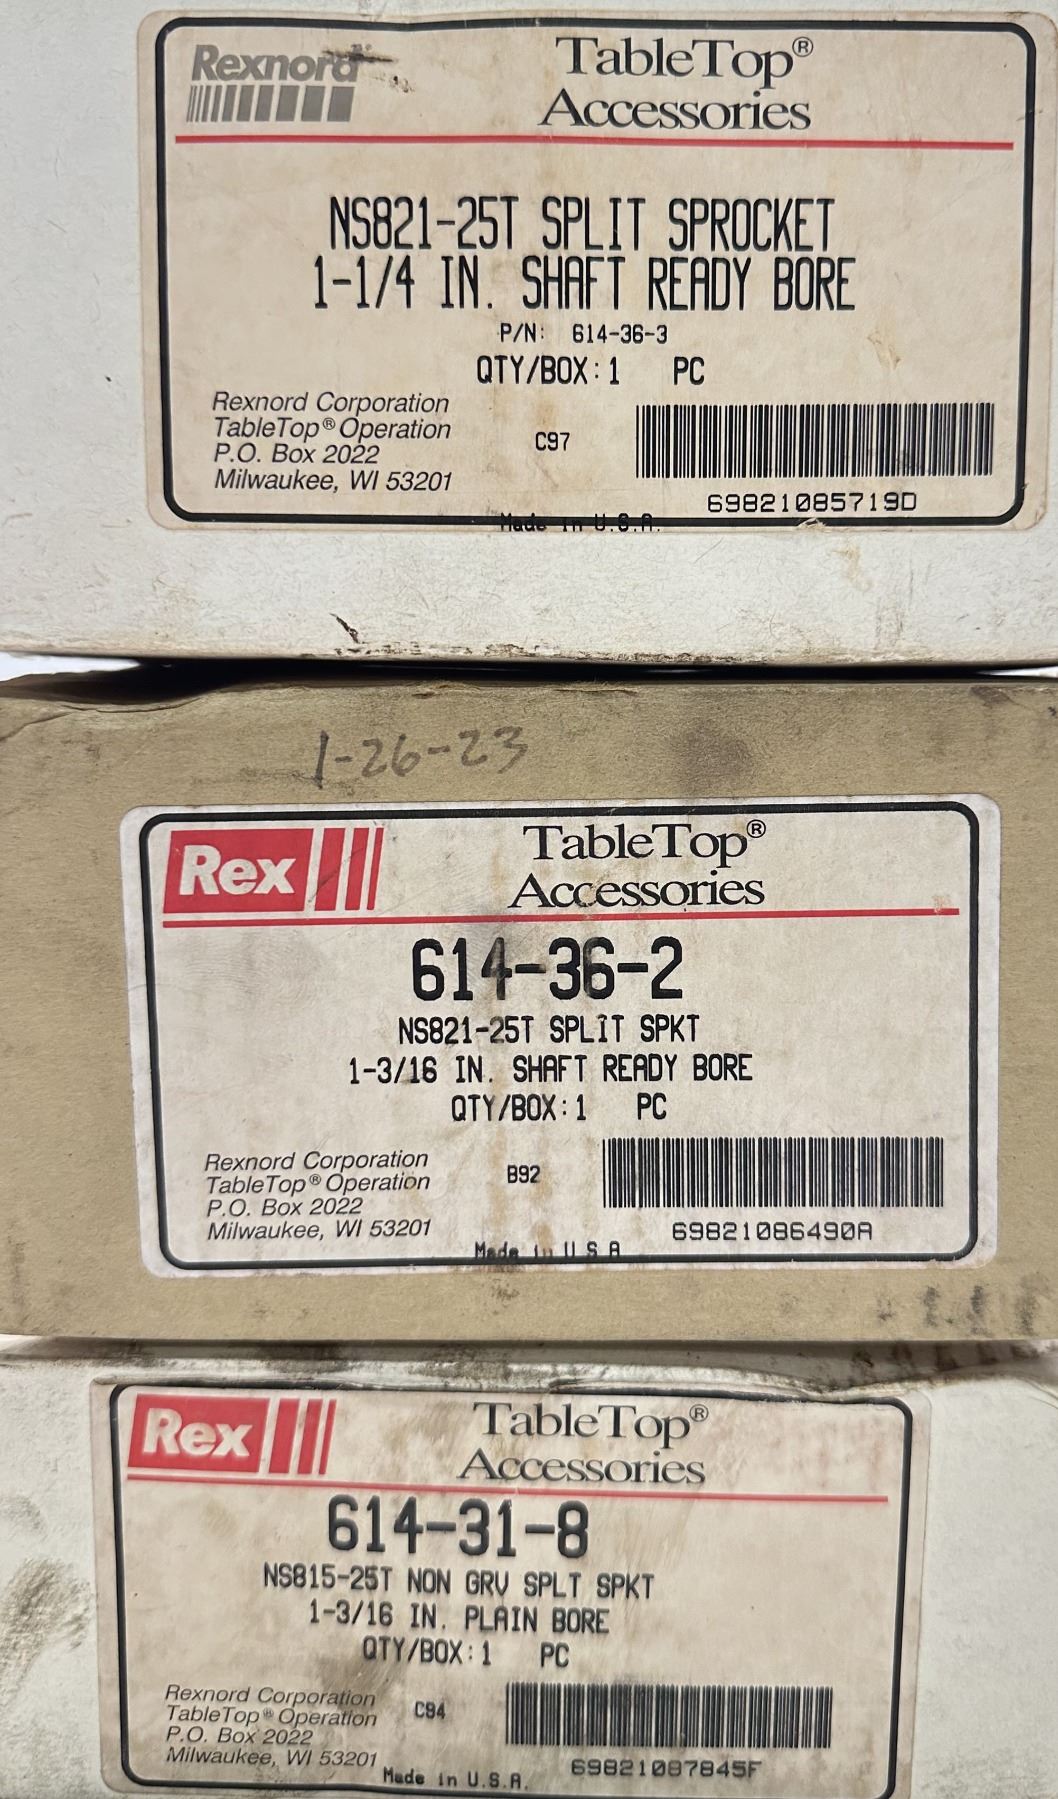 Rexnord
TableTop®
Accessories
NS821-25T SPLIT SPROCKET
1-1/4 IN. SHAFT READY BORE
P/N: 614-36-3
QTY/BOX: 1 PC
Rexnord Corporation
TableTop® Operation
P.O. Box 2022
Milwaukee, WI 53201
C97
69821085719D
Made in U.S.A.
1-26-23
Rex
TableTop®
Accessories
614-36-2
NS821-25T SPLIT SPKT
1-3/16 IN. SHAFT READY BORE
QTY/BOX: 1 PC
Rexnord Corporation
TableTop® Operation
P.O. Box 2022
Milwaukee, WI 53201
B92
69821086490A
Made in U S A
Rex
TableTop®
Accessories
614-31-8
NS815-25T NON GRV SPLT SPKT
1-3/16 IN. PLAIN BORE
QTY/BOX: 1 PC
Rexnord Corporation
TableTop® Operation
P.O. Box 2022
Milwaukee, WI 53201
C94
69821087845F
Made in U.S.A.